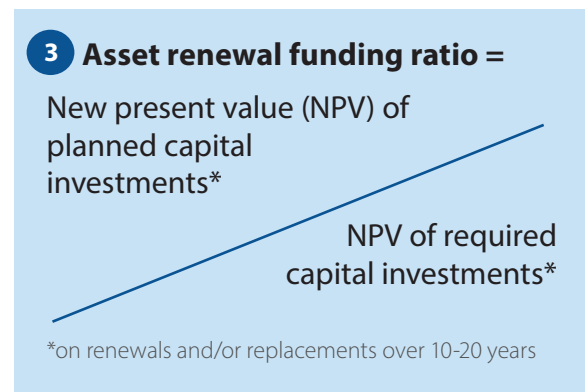 3 Asset renewal funding ratio =
New present value (NPV) of
planned capital
investments*
NPV of required
capital investments*
*on renewals and/or replacements over 10-20 years